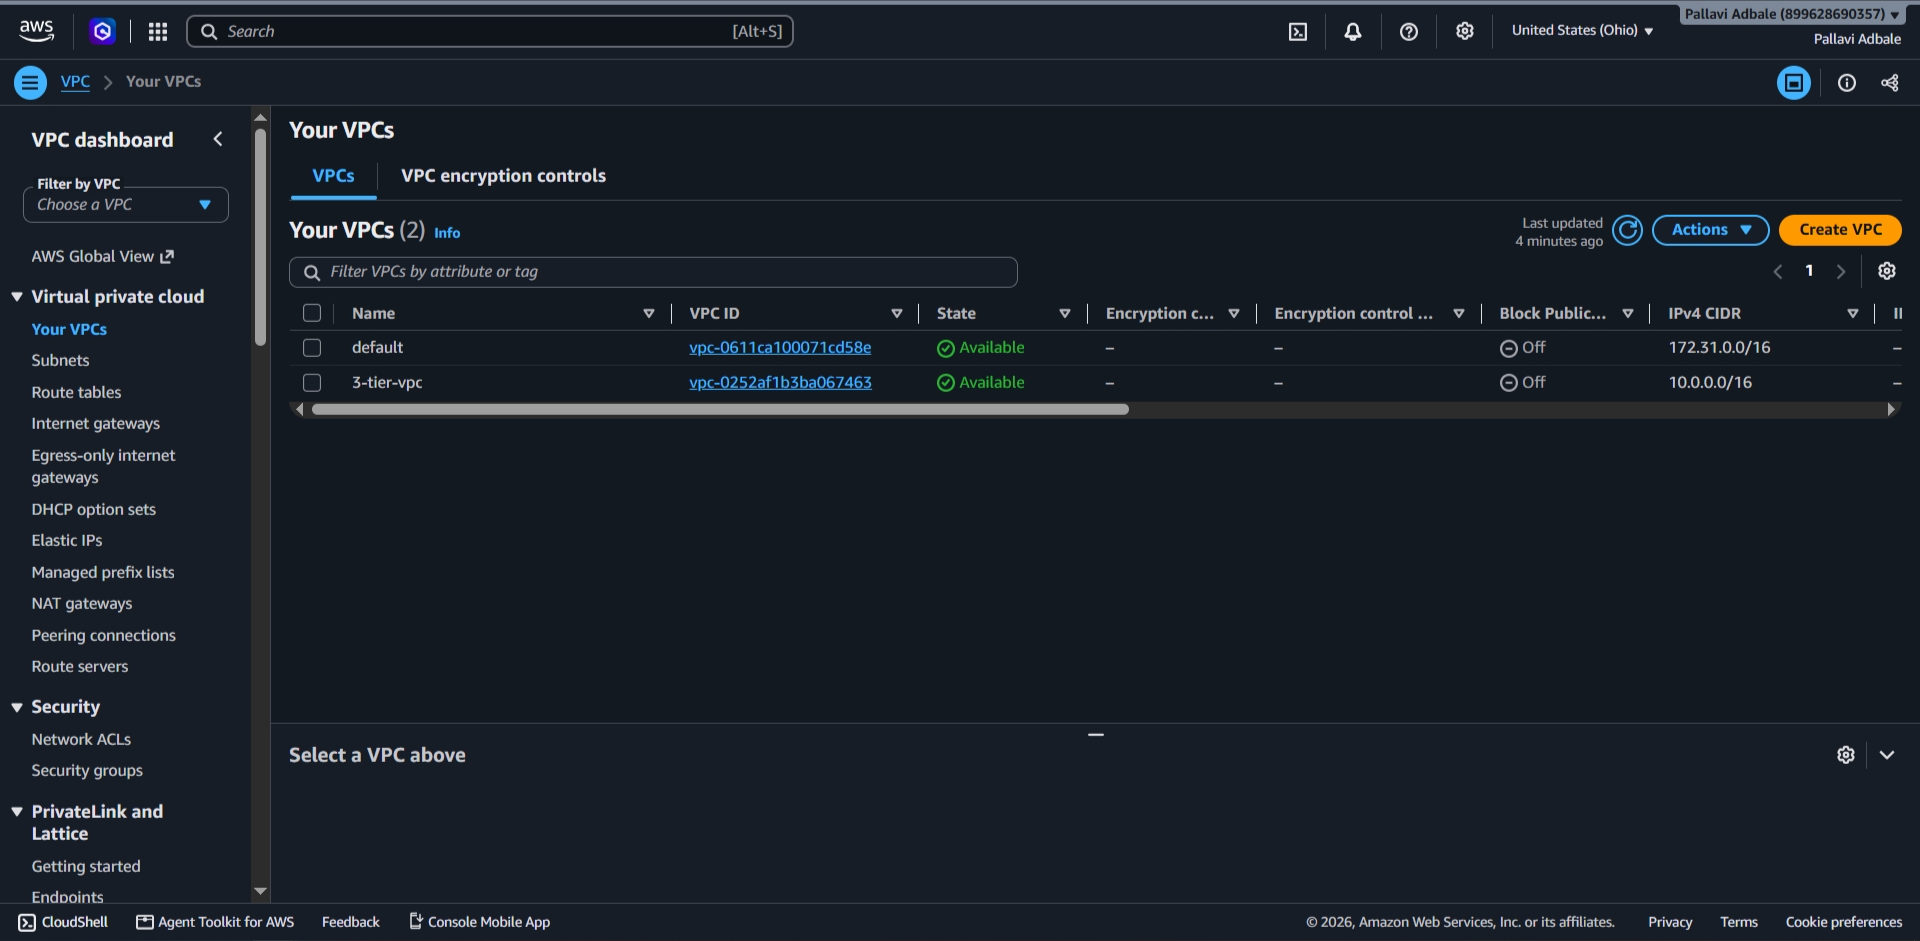 aws
Search
[Alt+S]
United States (Ohio)
Pallavi Adbale (899628690357)
Pallavi Adbale
VPC
Your VPCs
VPC dashboard
Filter by VPC
Choose a VPC
AWS Global View
Virtual private cloud
Your VPCs
Subnets
Route tables
Internet gateways
Egress-only internet
gateways
DHCP option sets
Elastic IPs
Managed prefix lists
NAT gateways
Peering connections
Route servers
Security
Network ACLs
Security groups
PrivateLink and
Lattice
Getting started
Endpoints
Your VPCs
VPCs
VPC encryption controls
Your VPCs (2) Info
Last updated
4 minutes ago
Actions
Create VPC
Filter VPCs by attribute or tag
1
Name VPC ID State Encryption c... Encryption control ... Block Public... IPv4 CIDR
default vpc-0611ca100071cd58e Available – – Off 172.31.0.0/16 –
3-tier-vpc vpc-0252af1b3ba067463 Available – – Off 10.0.0.0/16 –
Select a VPC above
CloudShell
Agent Toolkit for AWS
Feedback
Console Mobile App
© 2026, Amazon Web Services, Inc. or its affiliates.
Privacy
Terms
Cookie preferences